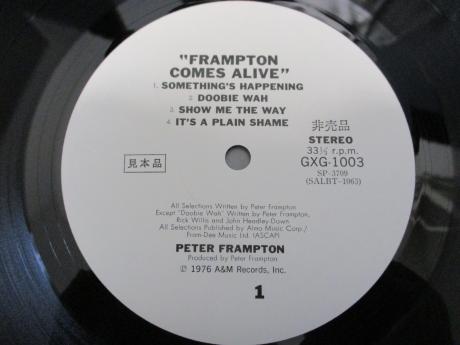 "FRAMPTON
COMES ALIVE"
1. SOMETHING'S HAPPENING
2. DOOBIE WAH
3. SHOW ME THE WAY
4. IT'S A PLAIN SHAME
非売品
STEREO
33⅓ r.p.m.
GXG-1003
SP-3709
(SALBT-1063)
見本品
All Selections Written by Peter Frampton
Except "Doobie Wah" Written by Peter Frampton,
Rick Wills and John Headley-Down
All Selections Published by Almo Music Corp./
Fram-Dee Music Ltd. (ASCAP)
PETER FRAMPTON
Produced by Peter Frampton
Ⓟ 1976 A&M Records, Inc.
1